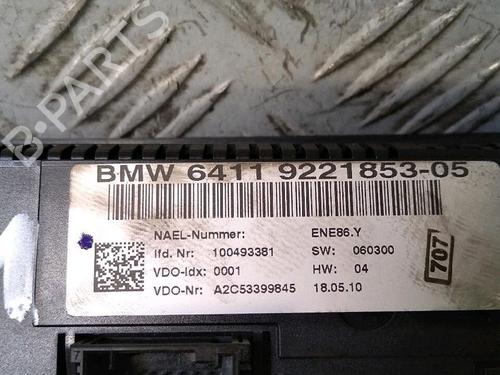 B-PARTS
BMW 6411 9221853-05
NAEL-Nummer: ENE86.Y
lfd. Nr: 100493381 SW: 060300
VDO-Idx: 0001 HW: 04
VDO-Nr: A2C53399845 18.05.10
707